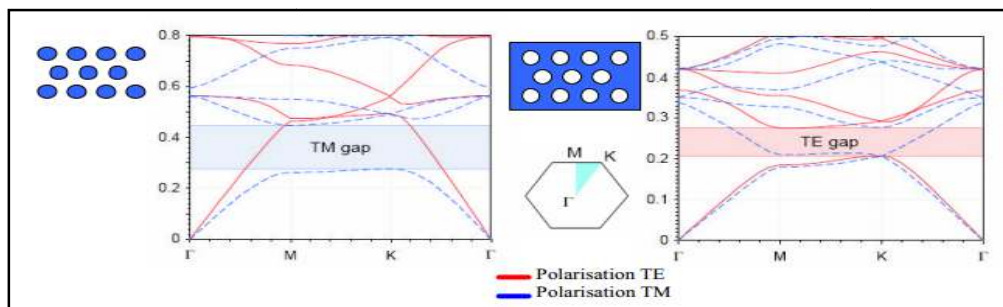 0.8
0.6
0.4
0.2
0
TM gap
Γ M K Γ
M K
Γ
0.5
0.4
0.3
0.2
0.1
0
TE gap
Γ M K Γ
Polarisation TE
Polarisation TM